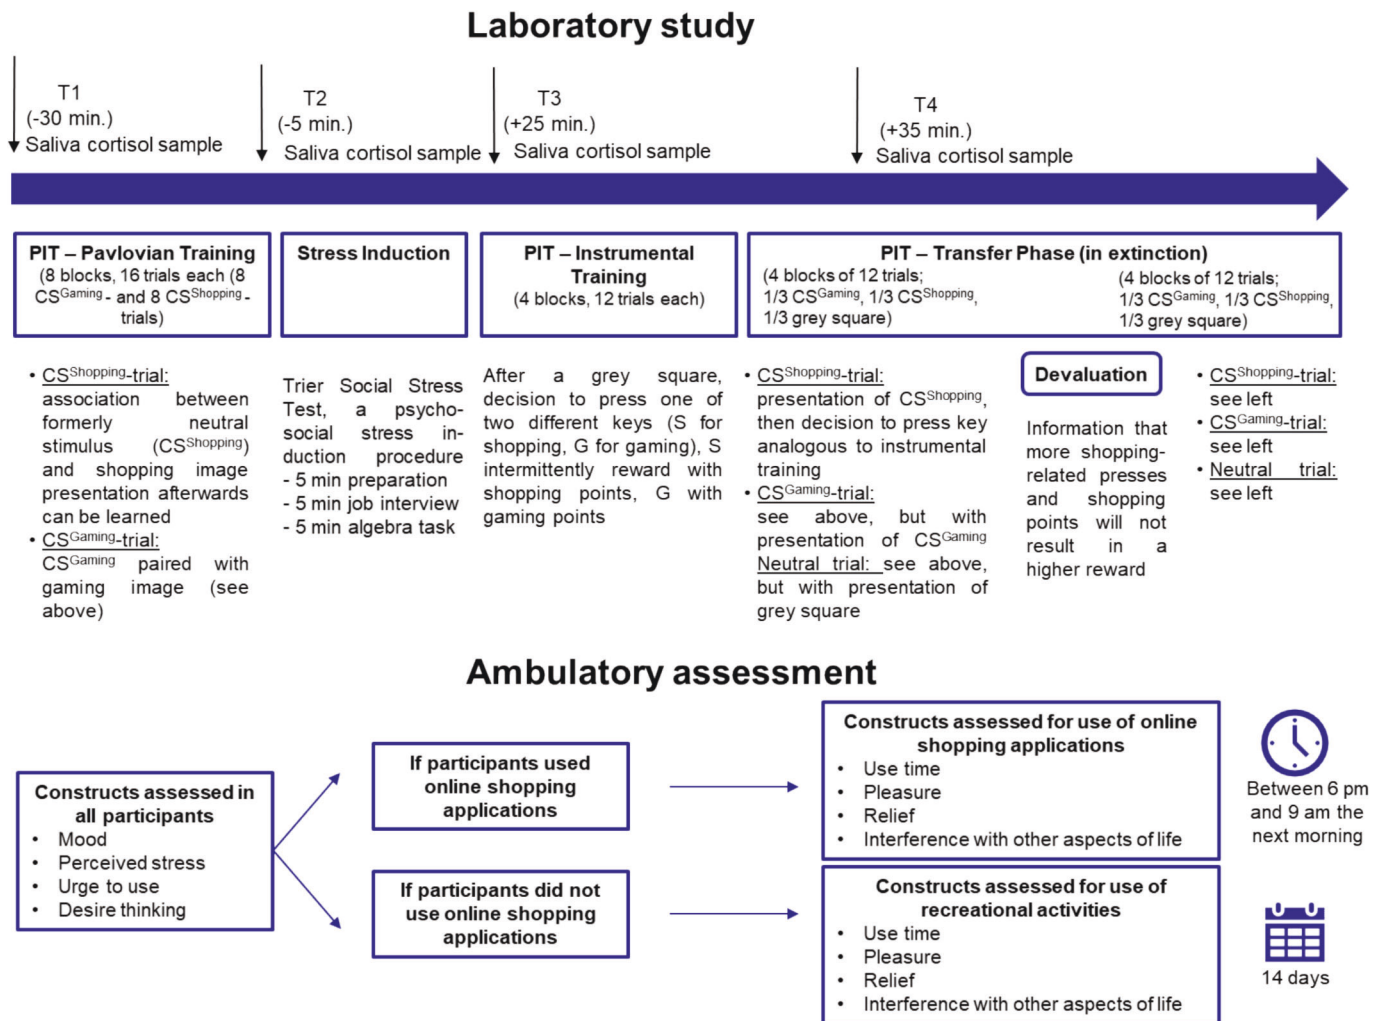 Laboratory study
T1
(-30 min.)
Saliva cortisol sample
T2
(-5 min.)
Saliva cortisol sample
T3
(+25 min.)
Saliva cortisol sample
T4
(+35 min.)
Saliva cortisol sample
PIT – Pavlovian Training
(8 blocks, 16 trials each (8
CSGaming - and 8 CSShopping -
trials)
Stress Induction
PIT – Instrumental
Training
(4 blocks, 12 trials each)
PIT – Transfer Phase (in extinction)
(4 blocks of 12 trials;
1/3 CSGaming, 1/3 CSShopping,
1/3 grey square)
(4 blocks of 12 trials;
1/3 CSGaming, 1/3 CSShopping,
1/3 grey square)
• CSShopping-trial:
association between
formerly neutral
stimulus (CSShopping)
and shopping image
presentation afterwards
can be learned
• CSGaming-trial:
CSGaming paired with
gaming image (see
above)
Trier Social Stress
Test, a psycho-
social stress in-
duction procedure
- 5 min preparation
- 5 min job interview
- 5 min algebra task
After a grey square,
decision to press one of
two different keys (S for
shopping, G for gaming), S
intermittently reward with
shopping points, G with
gaming points
• CSShopping-trial:
presentation of CSShopping,
then decision to press key
analogous to instrumental
training
• CSGaming-trial:
see above, but with
presentation of CSGaming
Neutral trial: see above,
but with presentation of
grey square
Devaluation
Information that
more shopping-
related presses
and shopping
points will not
result in a
higher reward
• CSShopping-trial:
see left
• CSGaming-trial:
see left
• Neutral trial:
see left
Ambulatory assessment
Constructs assessed in
all participants
• Mood
• Perceived stress
• Urge to use
• Desire thinking
If participants used
online shopping
applications
If participants did not
use online shopping
applications
Constructs assessed for use of online
shopping applications
• Use time
• Pleasure
• Relief
• Interference with other aspects of life
Constructs assessed for use of
recreational activities
• Use time
• Pleasure
• Relief
• Interference with other aspects of life
Between 6 pm
and 9 am the
next morning
14 days